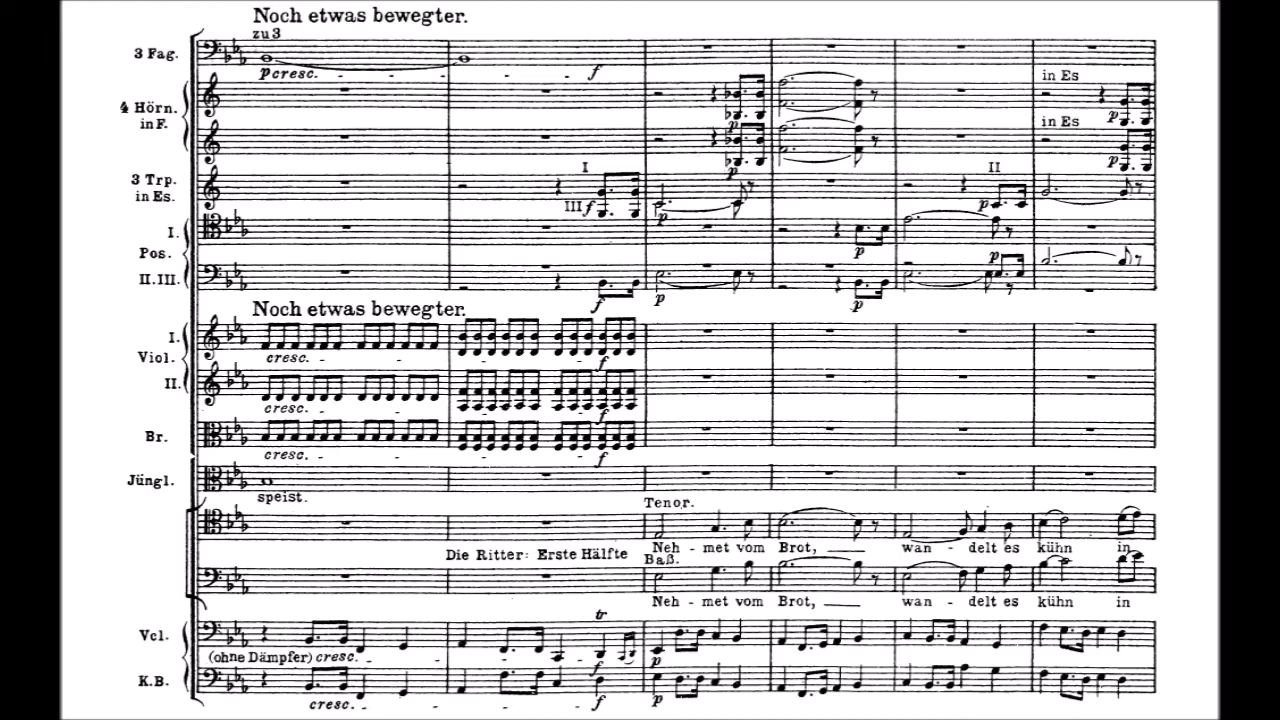 Noch etwas bewegter.
zu 3
3 Fag.
p cresc. - - - - f
4 Hörn.
in F.
in Es
p
p
in Es
p
p
3 Trp.
in Es.
I
III f
p
II
p
I.
Pos.
p
II.III.
f
p
p
p
Noch etwas bewegter.
I.
Viol.
cresc. - - - f
II.
cresc. - - - f
Br.
cresc. - - - f
Jüngl.
speist.
Tenor.
Die Ritter: Erste Hälfte
Neh - met vom Brot, wan - delt es kühn in
Baß.
Neh - met vom Brot, wan - delt es kühn in
tr
Vcl.
(ohne Dämpfer) cresc. - - - f
p
K.B.
cresc. - - - f
p